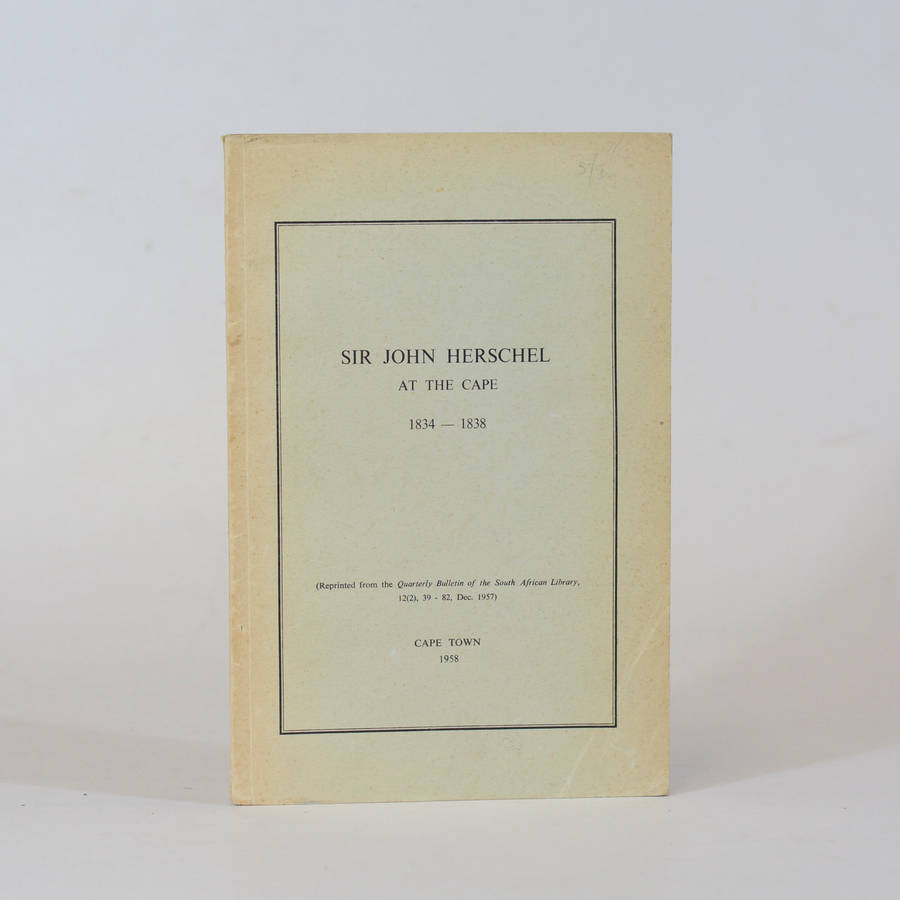 SIR JOHN HERSCHEL
AT THE CAPE
1834 — 1838
(Reprinted from the Quarterly Bulletin of the South African Library,
12(2), 39 - 82, Dec. 1957)
CAPE TOWN
1958